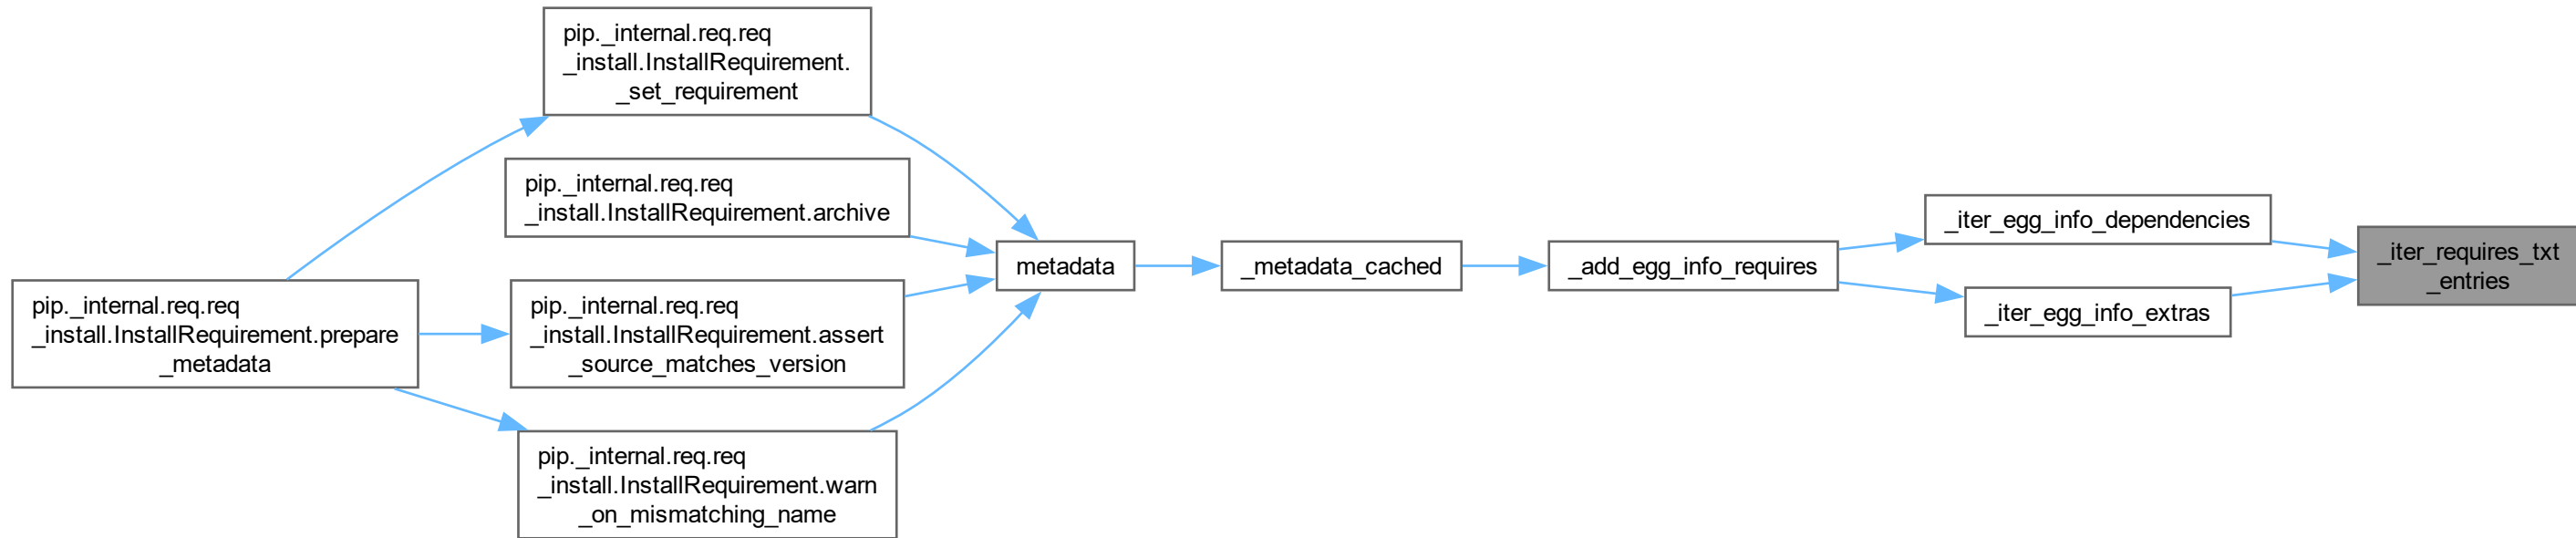 pip._internal.req.req
_install.InstallRequirement.
_set_requirement
pip._internal.req.req
_install.InstallRequirement.archive
pip._internal.req.req
_install.InstallRequirement.prepare
_metadata
pip._internal.req.req
_install.InstallRequirement.assert
_source_matches_version
pip._internal.req.req
_install.InstallRequirement.warn
_on_mismatching_name
metadata
_metadata_cached
_add_egg_info_requires
_iter_egg_info_dependencies
_iter_egg_info_extras
_iter_requires_txt
_entries